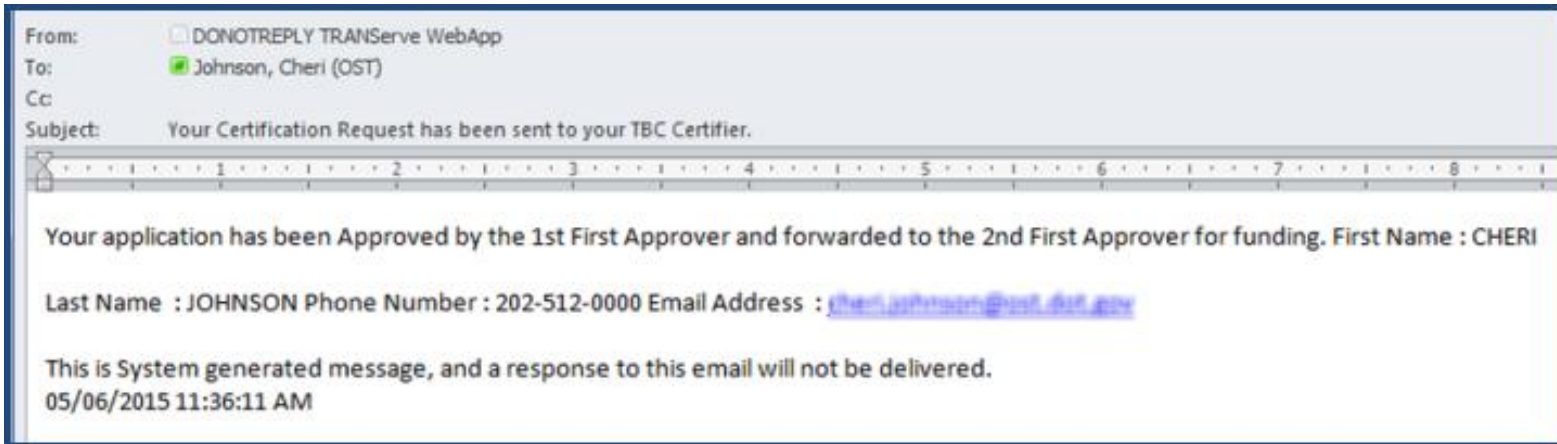 From: DONOTREPLY TRANServe WebApp
To: Johnson, Cheri (OST)
Cc:
Subject: Your Certification Request has been sent to your TBC Certifier.
1 2 3 4 5 6 7 8
Your application has been Approved by the 1st First Approver and forwarded to the 2nd First Approver for funding. First Name : CHERI
Last Name : JOHNSON Phone Number : 202-512-0000 Email Address :
This is System generated message, and a response to this email will not be delivered.
05/06/2015 11:36:11 AM